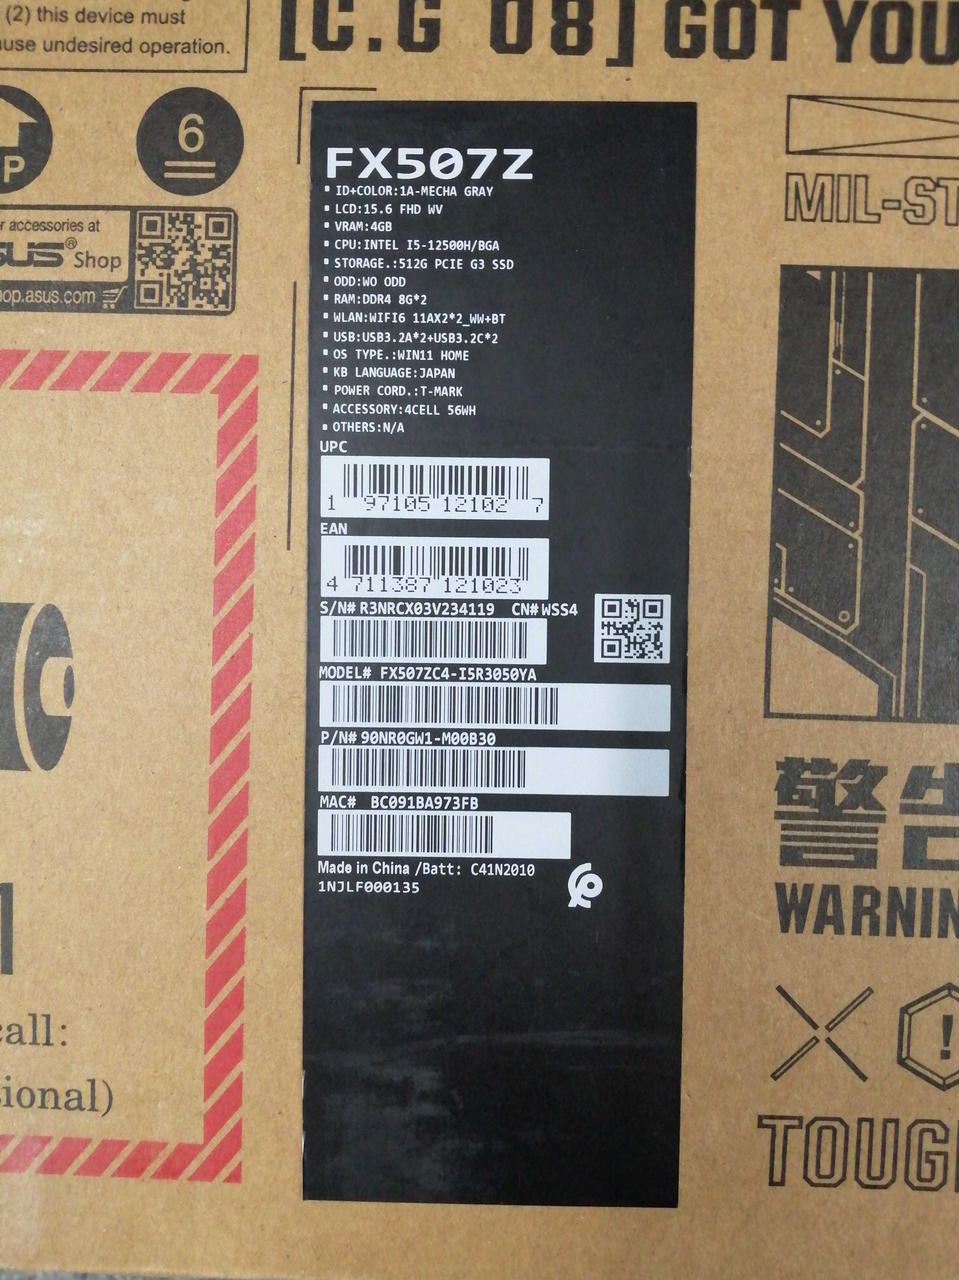 (2) this device must
use undesired operation.
[C.G 08] GOT YOU
P
6
accessories at
SUS® Shop
op.asus.com
MIL-ST
FX507Z
ID+COLOR:1A-MECHA GRAY
LCD:15.6 FHD WV
VRAM:4GB
CPU:INTEL I5-12500H/BGA
STORAGE.:512G PCIE G3 SSD
ODD:WO ODD
RAM:DDR4 8G*2
WLAN:WIFI6 11AX2*2_WW+BT
USB:USB3.2A*2+USB3.2C*2
OS TYPE.:WIN11 HOME
KB LANGUAGE:JAPAN
POWER CORD.:T-MARK
ACCESSORY:4CELL 56WH
OTHERS:N/A
UPC
1 97105 12102 7
EAN
4 711387 121023
S/N# R3NRCX03V234119 CN# WSS4
MODEL# FX507ZC4-I5R3050YA
P/N# 90NR0GW1-M00B30
MAC# BC091BA973FB
Made in China /Batt: C41N2010
1NJLF000135
警告
WARNIN
!
TOUG
call:
ional)